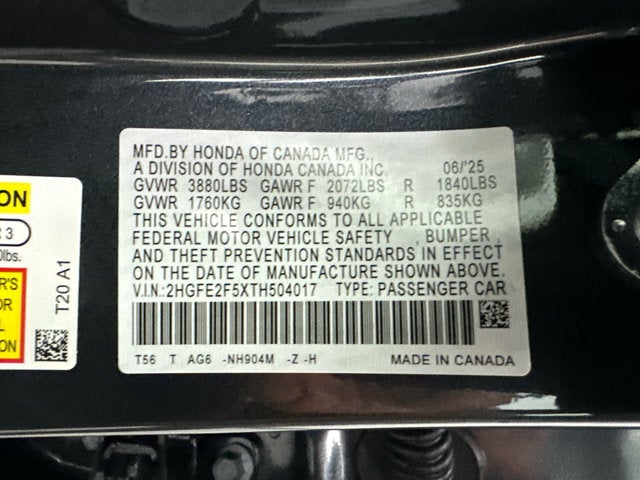 MFD.BY HONDA OF CANADA MFG.,
A DIVISION OF HONDA CANADA INC. 06/'25
GVWR 3880LBS GAWR F 2072LBS R 1840LBS
GVWR 1760KG GAWR F 940KG R 835KG
THIS VEHICLE CONFORMS TO ALL APPLICABLE
FEDERAL MOTOR VEHICLE SAFETY , BUMPER
AND THEFT PREVENTION STANDARDS IN EFFECT
ON THE DATE OF MANUFACTURE SHOWN ABOVE.
V.I.N.:2HGFE2F5XTH504017 TYPE: PASSENGER CAR
T56 T AG6 -NH904M -Z -H MADE IN CANADA
T20 A1